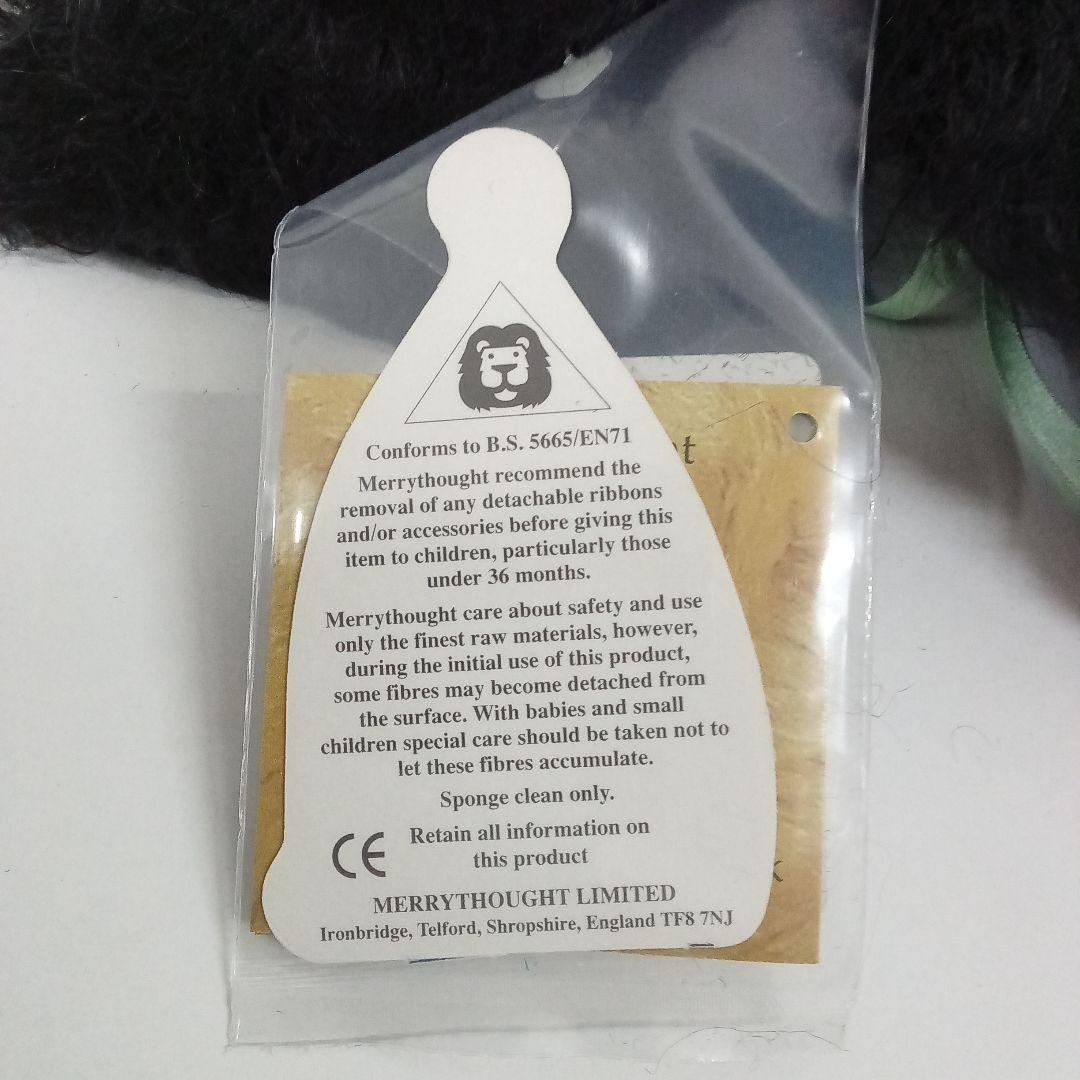 Conforms to B.S. 5665/EN71
Merrythought recommend the
removal of any detachable ribbons
and/or accessories before giving this
item to children, particularly those
under 36 months.
Merrythought care about safety and use
only the finest raw materials, however,
during the initial use of this product,
some fibres may become detached from
the surface. With babies and small
children special care should be taken not to
let these fibres accumulate.
Sponge clean only.
CE
Retain all information on
this product
MERRYTHOUGHT LIMITED
Ironbridge, Telford, Shropshire, England TF8 7NJ